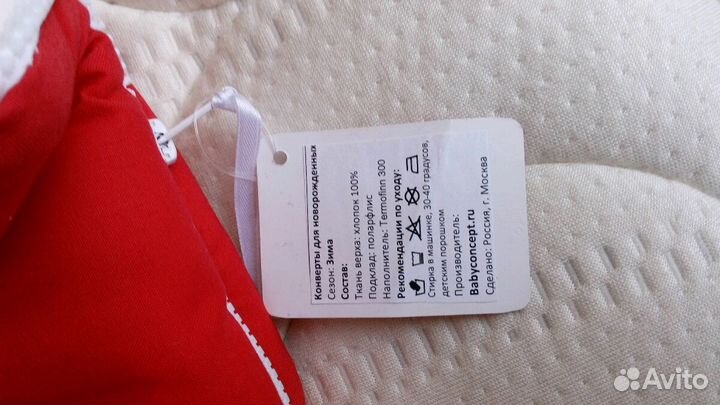 Конверты для новорожденных
Сезон: Зима
Состав:
Ткань верха: хлопок 100%
Подклад: поларфлис
Наполнитель: Termofinn 300
Рекомендации по уходу:
Стирка в машинке, 30-40 градусов,
детским порошком
Производитель:
Babyconcept.ru
Сделано: Россия, г. Москва
Avito